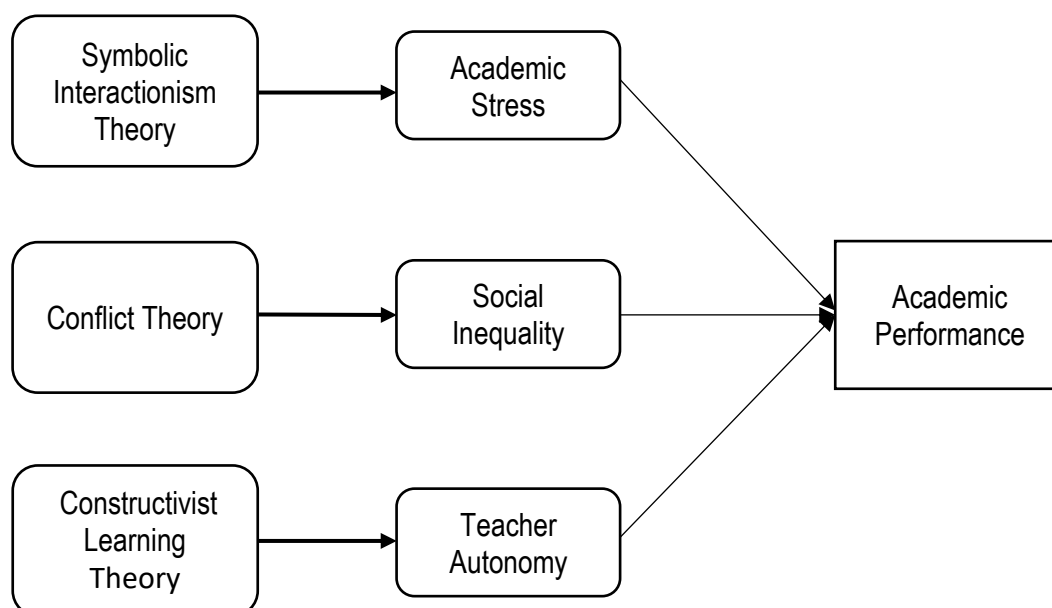 Symbolic
Interactionism
Theory
Academic
Stress
Conflict Theory
Social
Inequality
Academic
Performance
Constructivist
Learning
Theory
Teacher
Autonomy